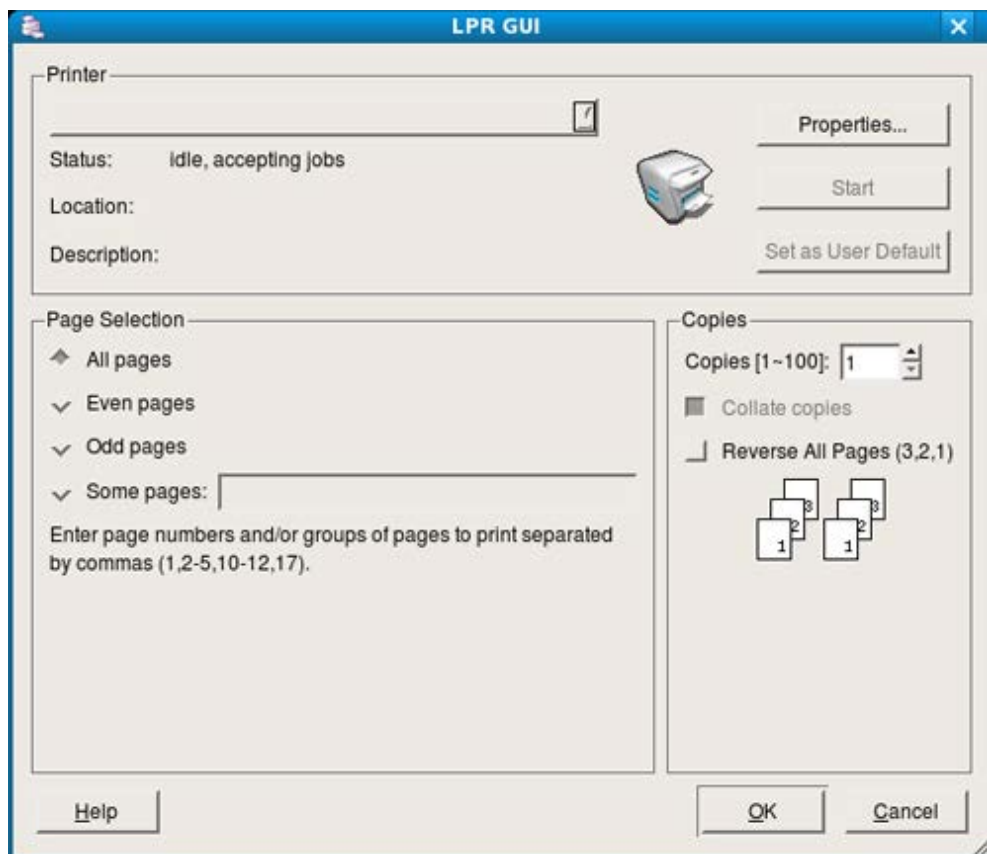 LPR GUI
Printer
Properties...
Status: idle, accepting jobs
Start
Location:
Set as User Default
Description:
Page Selection
All pages
Even pages
Odd pages
Some pages:
Enter page numbers and/or groups of pages to print separated
by commas (1,2-5,10-12,17).
Copies
Copies [1~100]: 1
Collate copies
Reverse All Pages (3,2,1)
3 3
2 2
1 1
Help
OK
Cancel